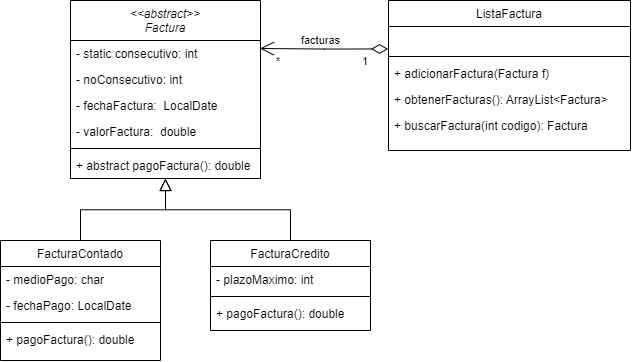 <<abstract>>
Factura
- static consecutivo: int
- noConsecutivo: int
- fechaFactura:  LocalDate
- valorFactura:  double
+ abstract pagoFactura(): double
facturas
*
1
ListaFactura
+ adicionarFactura(Factura f)
+ obtenerFacturas(): ArrayList<Factura>
+ buscarFactura(int codigo): Factura
FacturaContado
- medioPago: char
- fechaPago: LocalDate
+ pagoFactura(): double
FacturaCredito
- plazoMaximo: int
+ pagoFactura(): double